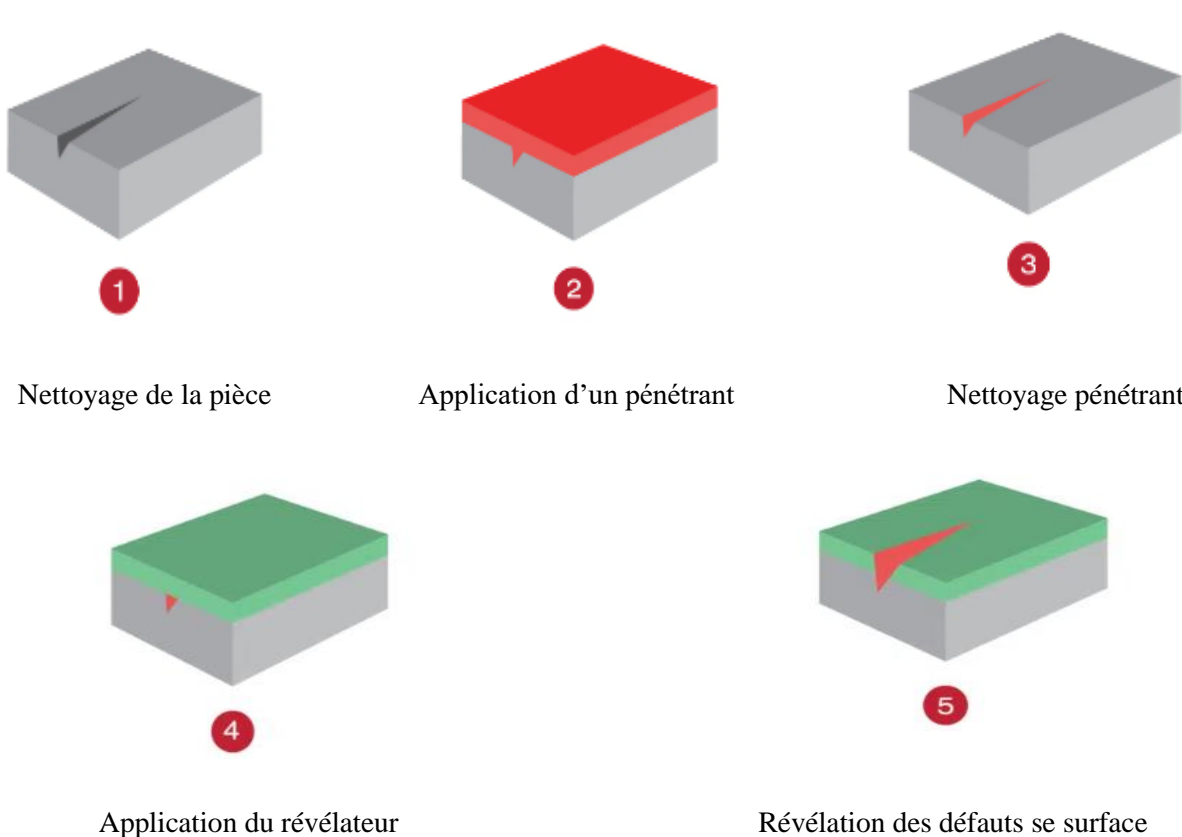 1
2
3
Nettoyage de la pièce
Application d’un pénétrant
Nettoyage pénétrant
4
5
Application du révélateur
Révélation des défauts se surface